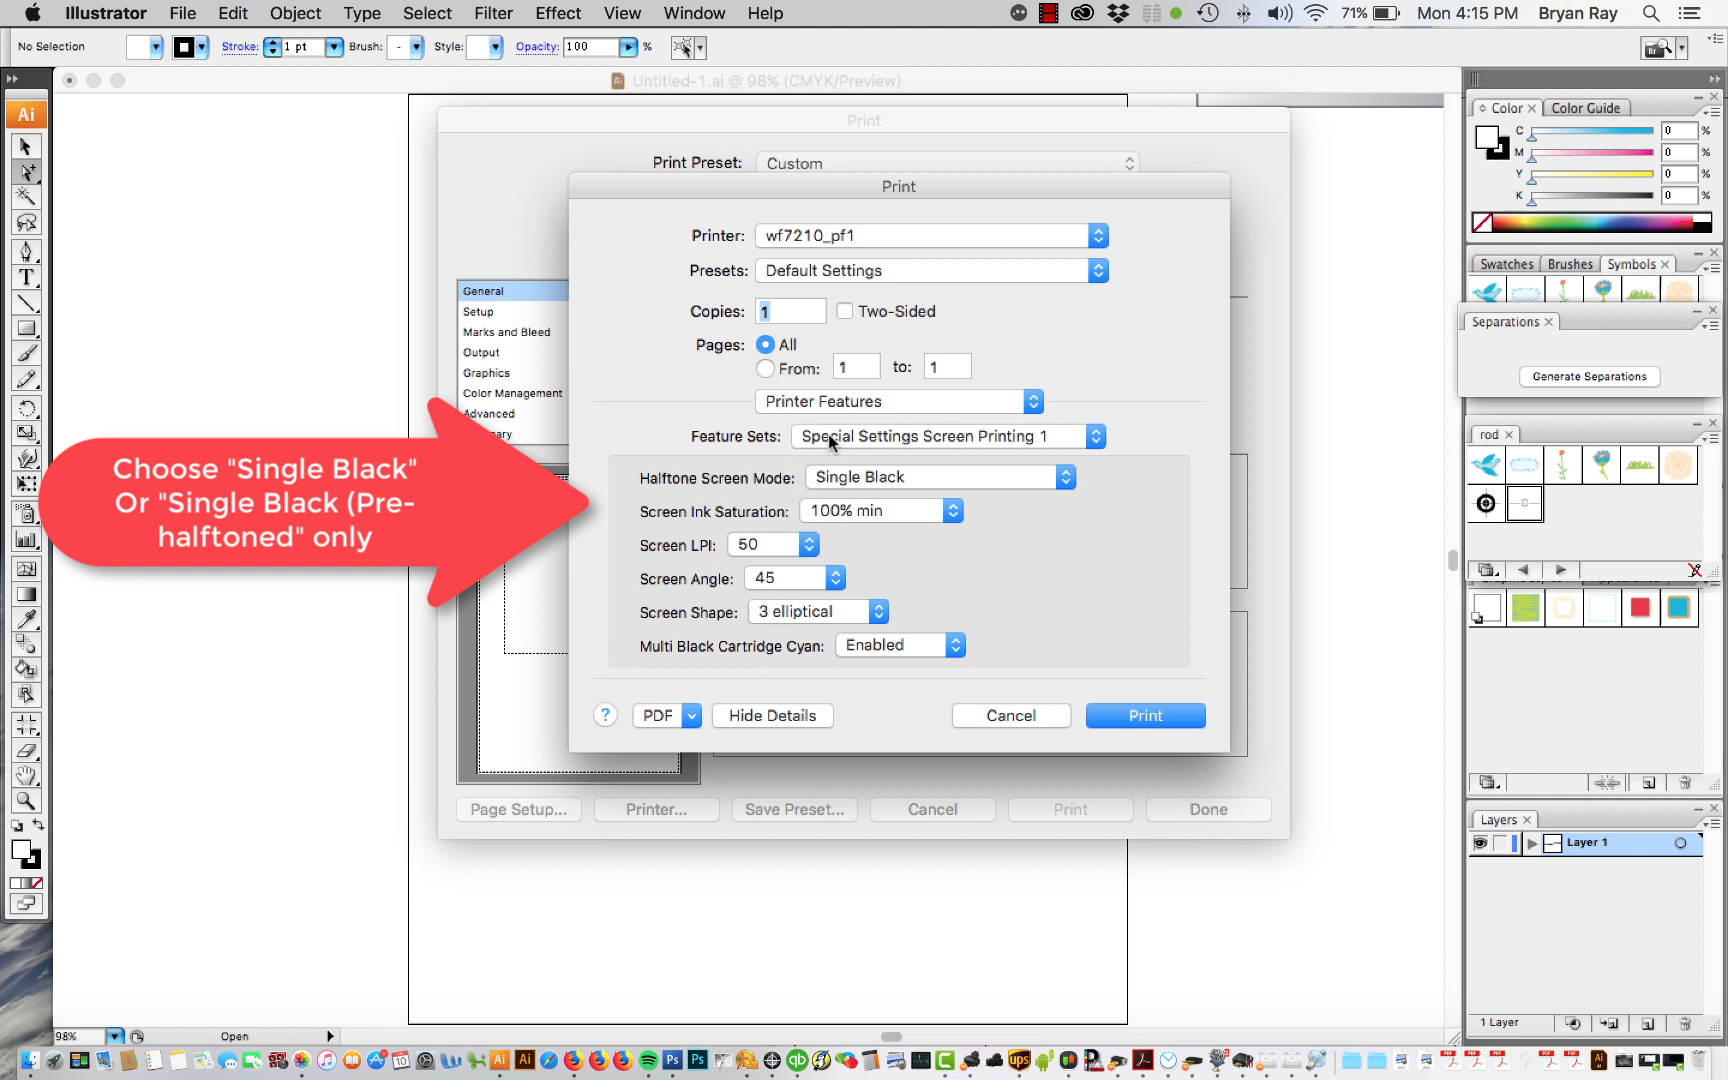 Illustrator File Edit Object Type Select Filter Effect View Window Help
71% Mon 4:15 PM Bryan Ray
No Selection Stroke: 1 pt Brush: - Style: Opacity: 100 %
Untitled-1.ai @ 98% (CMYK/Preview)
Ai
Print
Print Preset: Custom
Print
Printer: wf7210_pf1
Presets: Default Settings
Copies: 1 Two-Sided
Pages: All
From: 1 to: 1
Printer Features
Feature Sets: Special Settings Screen Printing 1
Halftone Screen Mode: Single Black
Screen Ink Saturation: 100% min
Screen LPI: 50
Screen Angle: 45
Screen Shape: 3 elliptical
Multi Black Cartridge Cyan: Enabled
? PDF Hide Details Cancel Print
General
Setup
Marks and Bleed
Output
Graphics
Color Management
Advanced
Choose "Single Black"
Or "Single Black (Pre-
halftoned" only
Page Setup... Printer... Save Preset... Cancel Print Done
Color Color Guide
C 0 %
M 0 %
Y 0 %
K 0 %
Swatches Brushes Symbols
Separations
Generate Separations
rod
Layers
Layer 1
1 Layer
98% Open